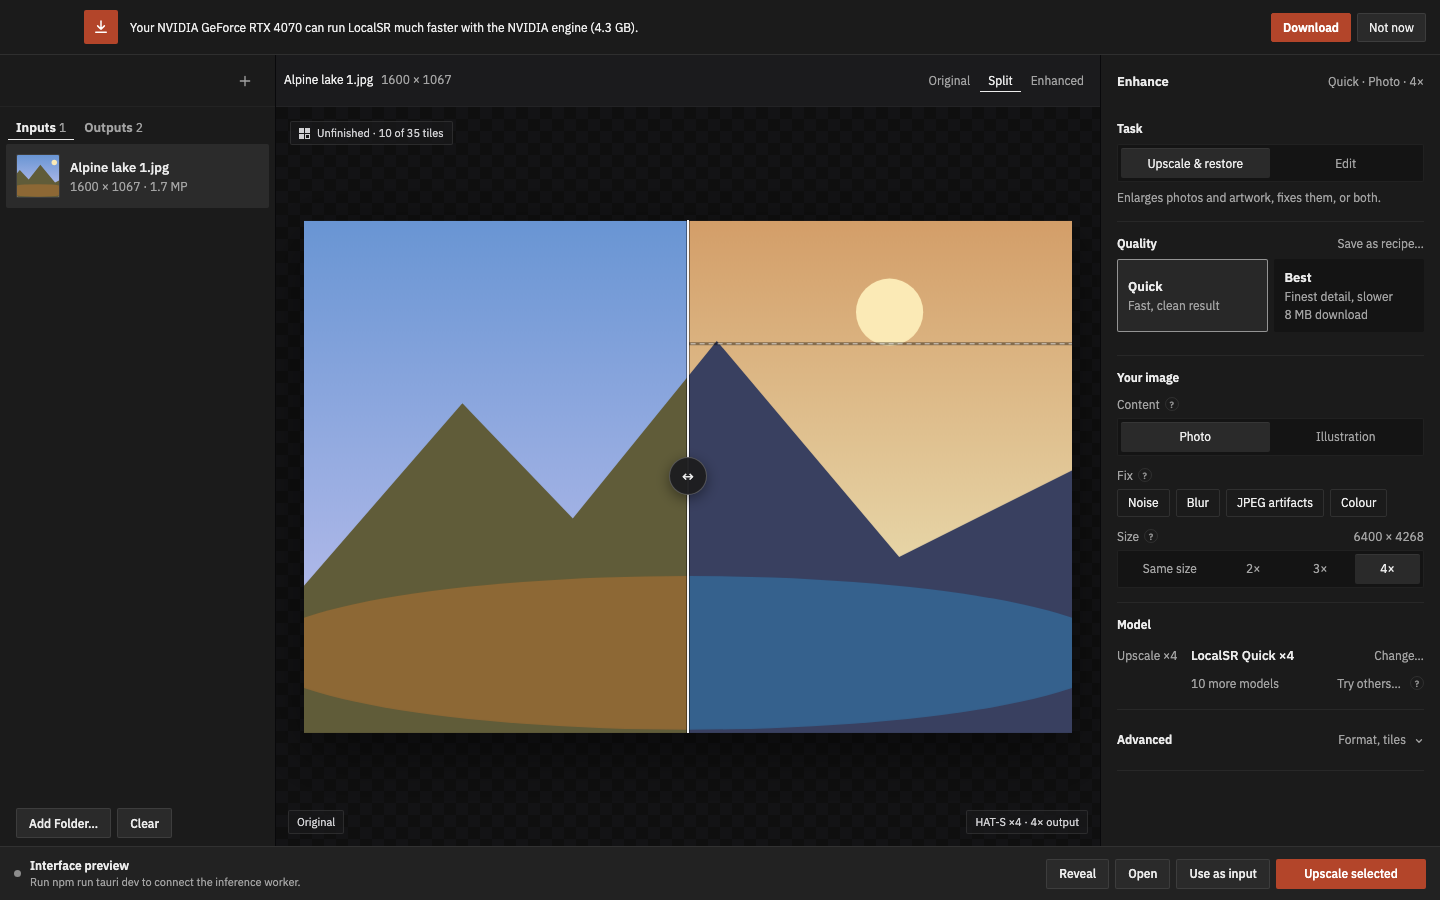 Your NVIDIA GeForce RTX 4070 can run LocalSR much faster with the NVIDIA engine (4.3 GB).
Download
Not now
Alpine lake 1.jpg 1600 × 1067
Original
Split
Enhanced
Enhance
Quick · Photo · 4×
Inputs 1
Outputs 2
Alpine lake 1.jpg
1600 × 1067 · 1.7 MP
Unfinished · 10 of 35 tiles
Task
Upscale & restore
Edit
Enlarges photos and artwork, fixes them, or both.
Quality
Save as recipe...
Quick
Fast, clean result
Best
Finest detail, slower
8 MB download
Your image
Content ?
Photo
Illustration
Fix ?
Noise
Blur
JPEG artifacts
Colour
Size ?
6400 × 4268
Same size
2×
3×
4×
Model
Upscale ×4
LocalSR Quick ×4
Change...
10 more models
Try others... ?
Advanced
Format, tiles
Add Folder...
Clear
Original
HAT-S ×4 · 4× output
Interface preview
Run npm run tauri dev to connect the inference worker.
Reveal
Open
Use as input
Upscale selected